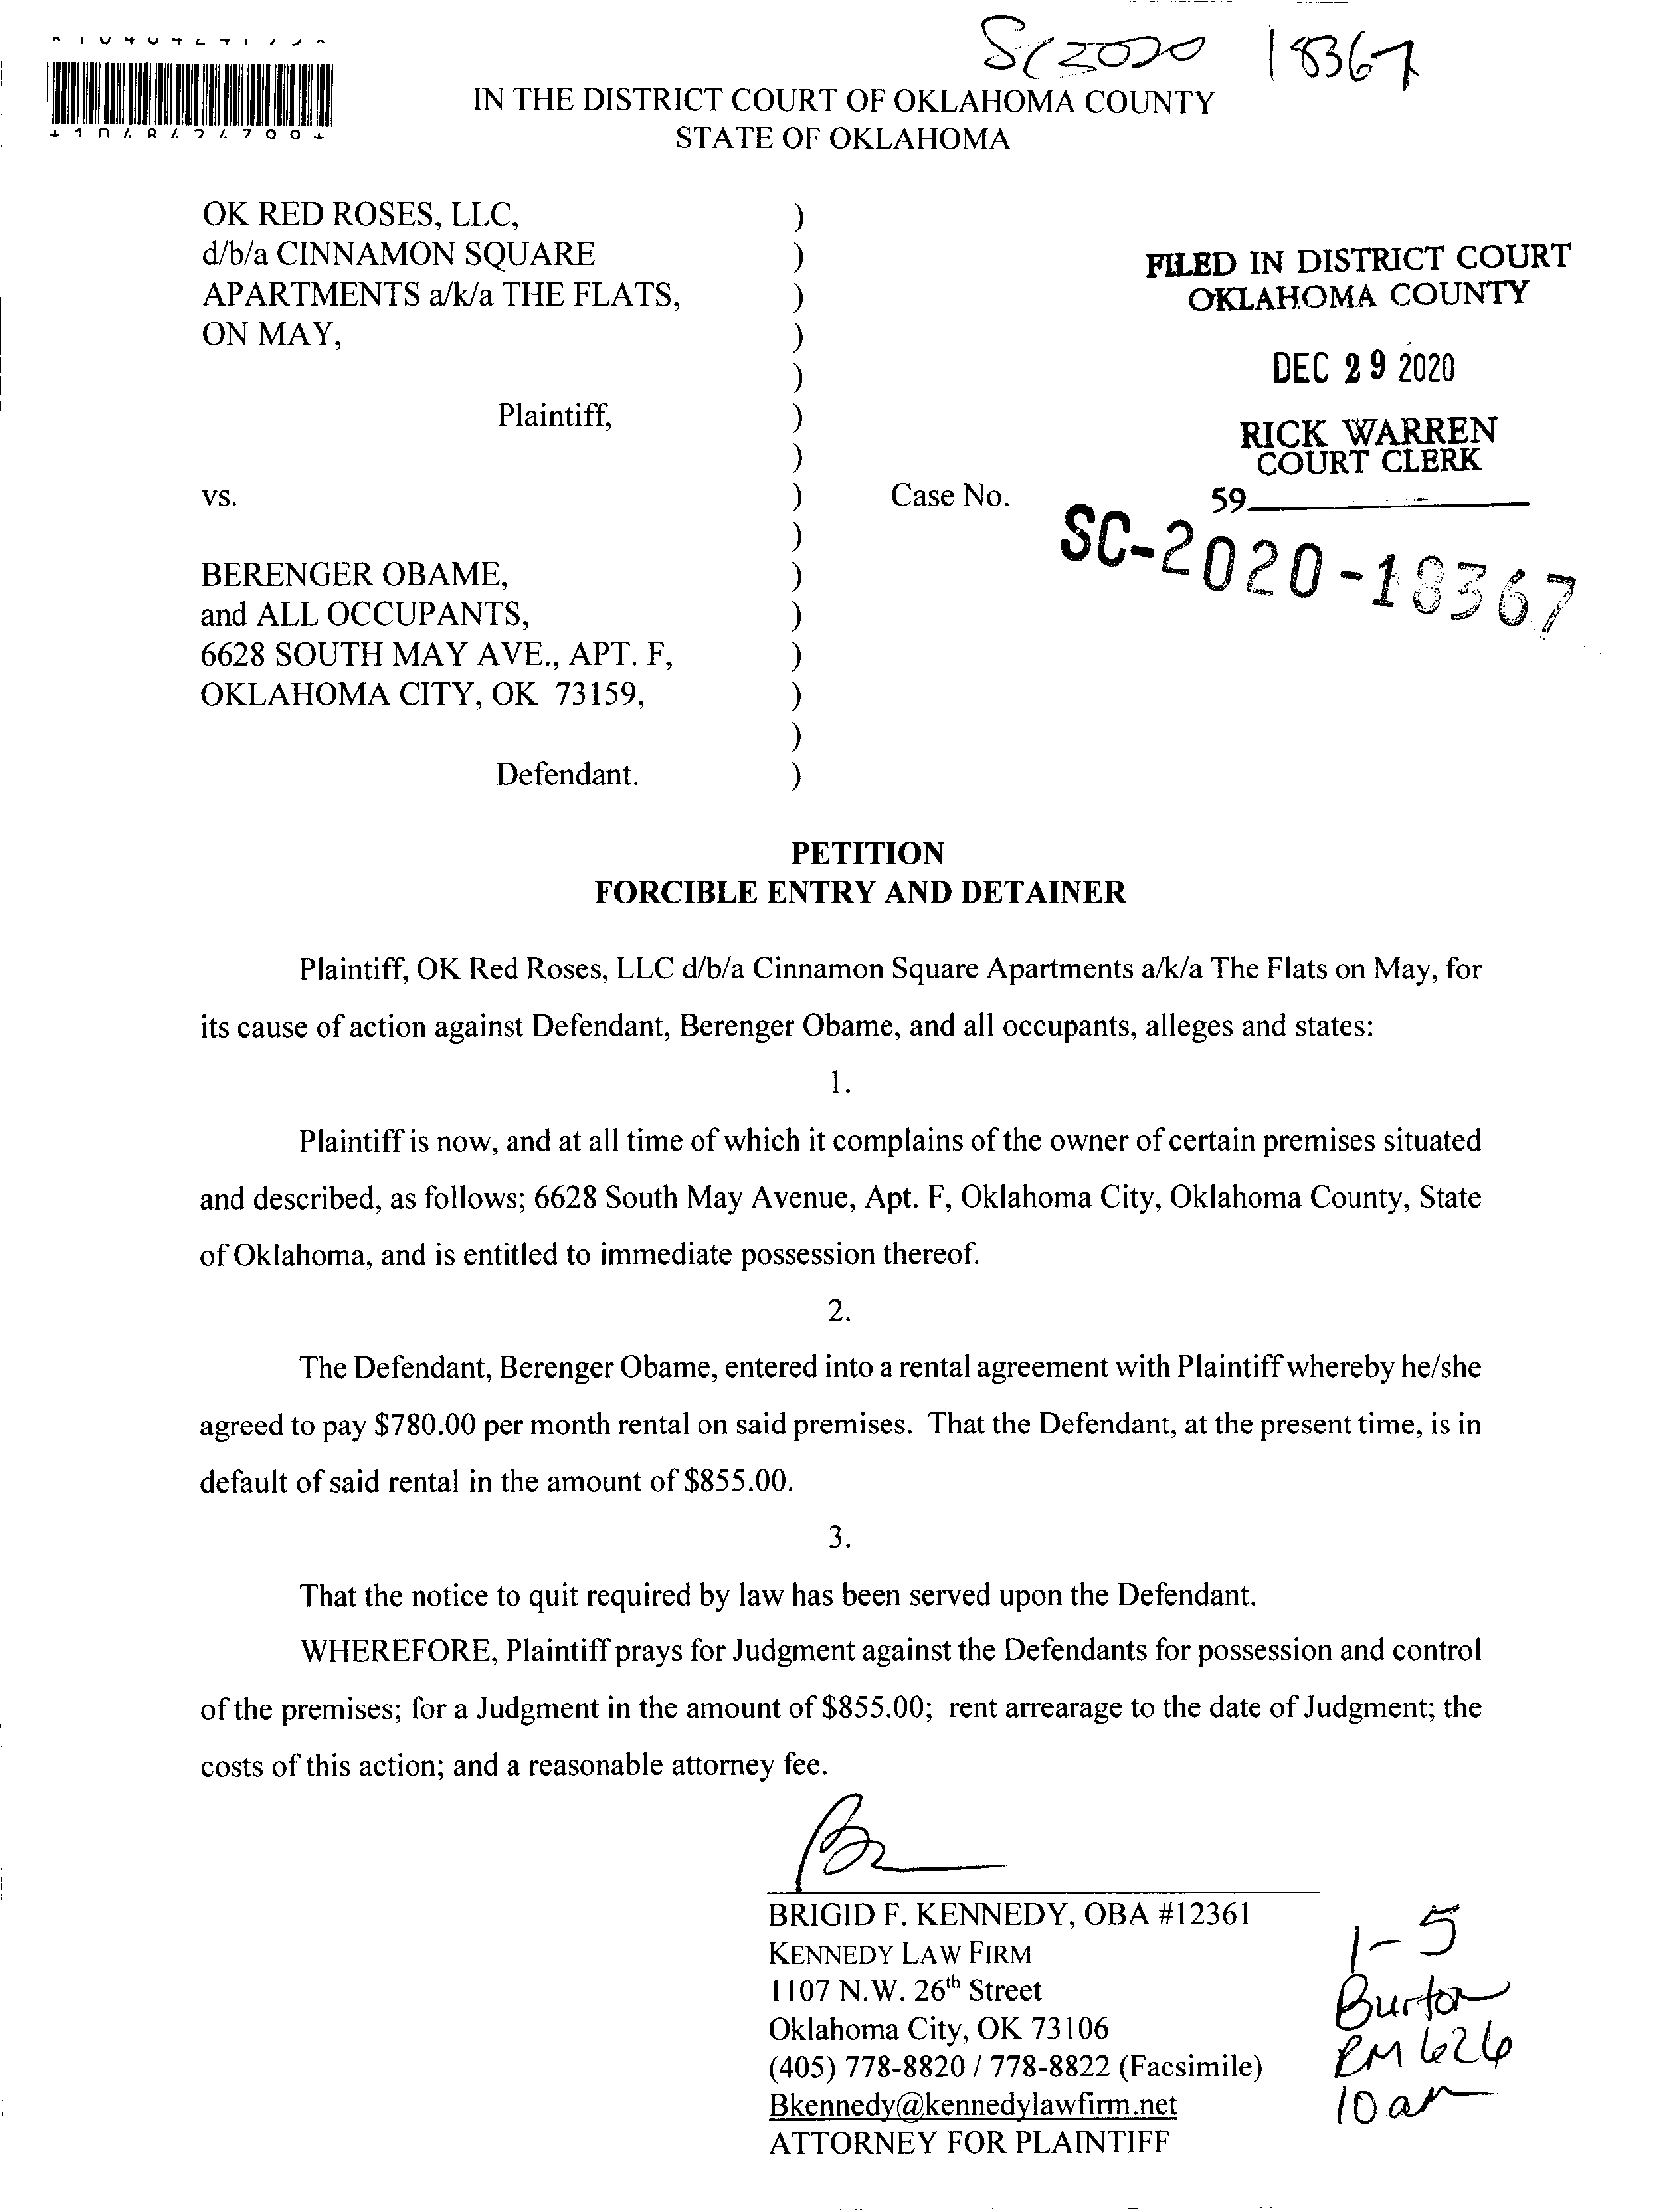 SC2020 18367
IN THE DISTRICT COURT OF OKLAHOMA COUNTY
STATE OF OKLAHOMA
OK RED ROSES, LLC, )
d/b/a CINNAMON SQUARE )
APARTMENTS a/k/a THE FLATS, )
ON MAY, )
)
Plaintiff, )
)
vs. ) Case No.
)
BERENGER OBAME, )
and ALL OCCUPANTS, )
6628 SOUTH MAY AVE., APT. F, )
OKLAHOMA CITY, OK 73159, )
)
Defendant. )
FILED IN DISTRICT COURT
OKLAHOMA COUNTY
DEC 29 2020
RICK WARREN
COURT CLERK
59
SC-2020-18367
PETITION
FORCIBLE ENTRY AND DETAINER
Plaintiff, OK Red Roses, LLC d/b/a Cinnamon Square Apartments a/k/a The Flats on May, for
its cause of action against Defendant, Berenger Obame, and all occupants, alleges and states:
1.
Plaintiff is now, and at all time of which it complains of the owner of certain premises situated
and described, as follows; 6628 South May Avenue, Apt. F, Oklahoma City, Oklahoma County, State
of Oklahoma, and is entitled to immediate possession thereof.
2.
The Defendant, Berenger Obame, entered into a rental agreement with Plaintiff whereby he/she
agreed to pay $780.00 per month rental on said premises. That the Defendant, at the present time, is in
default of said rental in the amount of $855.00.
3.
That the notice to quit required by law has been served upon the Defendant.
WHEREFORE, Plaintiff prays for Judgment against the Defendants for possession and control
of the premises; for a Judgment in the amount of $855.00; rent arrearage to the date of Judgment; the
costs of this action; and a reasonable attorney fee.
BRIGID F. KENNEDY, OBA #12361
KENNEDY LAW FIRM
1107 N.W. 26th Street
Oklahoma City, OK 73106
(405) 778-8820 / 778-8822 (Facsimile)
Bkennedy@kennedylawfirm.net
ATTORNEY FOR PLAINTIFF
1-5
Burton
RM 626
10 am